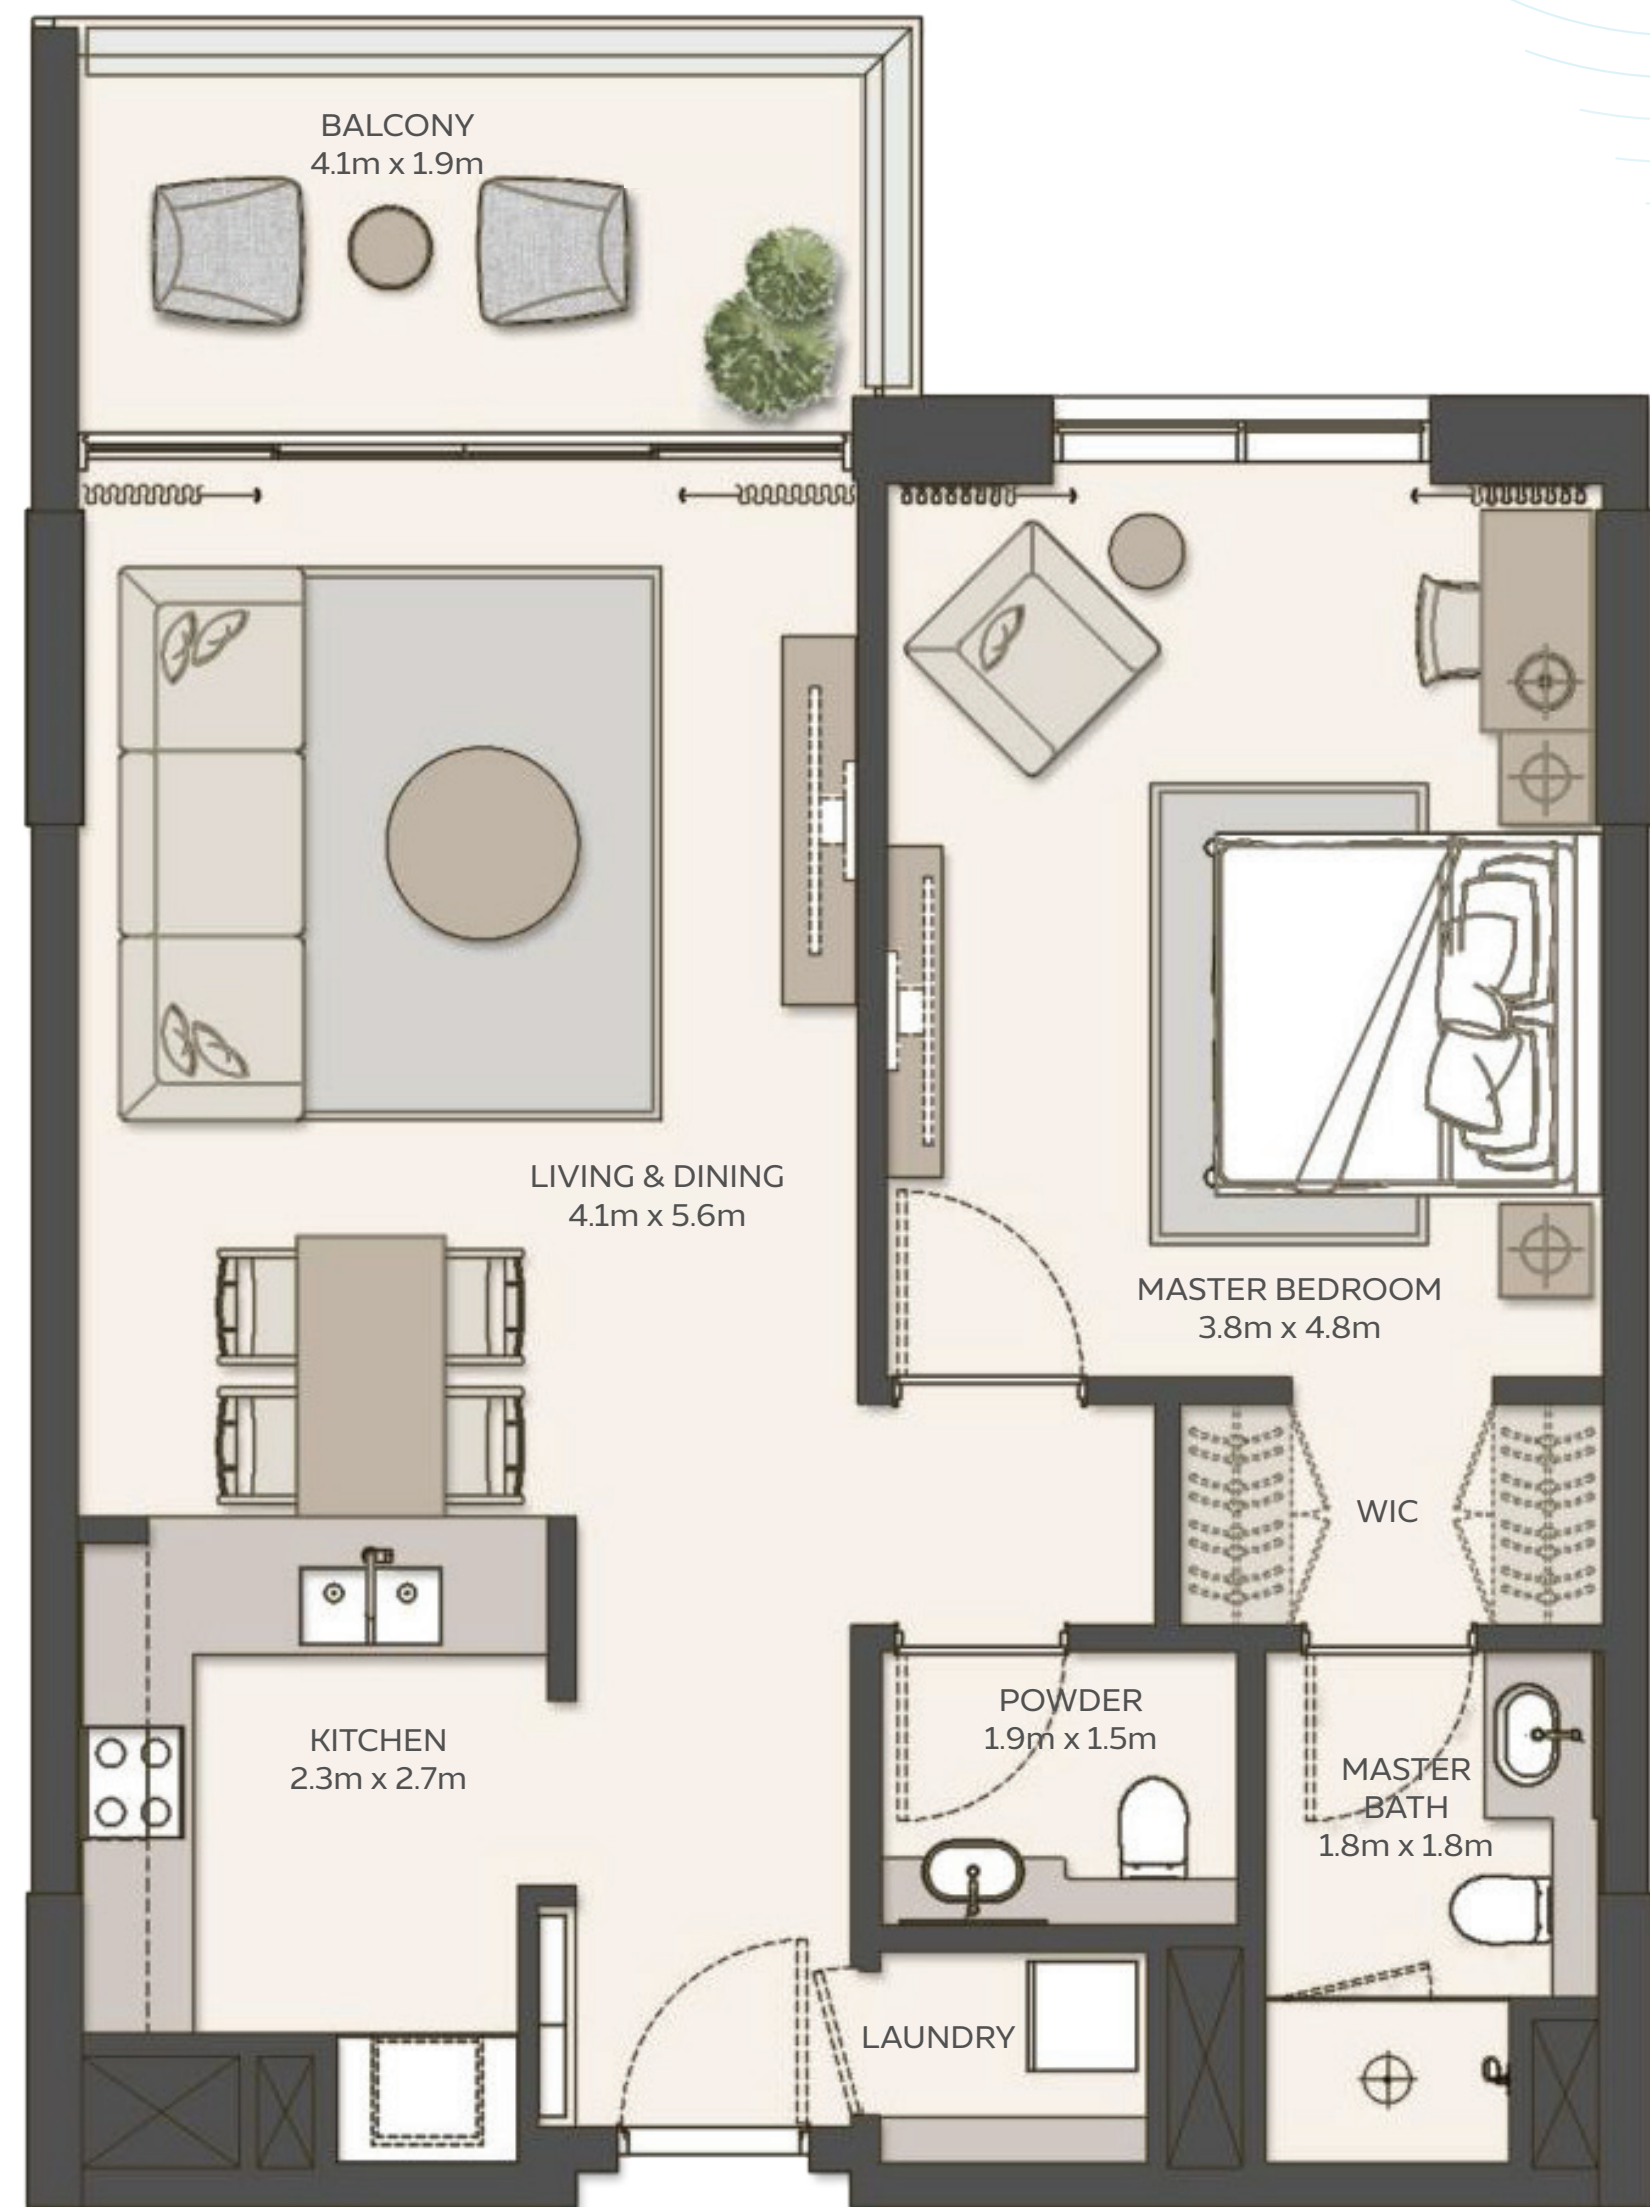 BALCONY
4.1m x 1.9m
LIVING & DINING
4.1m x 5.6m
MASTER BEDROOM
3.8m x 4.8m
WIC
KITCHEN
2.3m x 2.7m
POWDER
1.9m x 1.5m
MASTER
BATH
1.8m x 1.8m
LAUNDRY